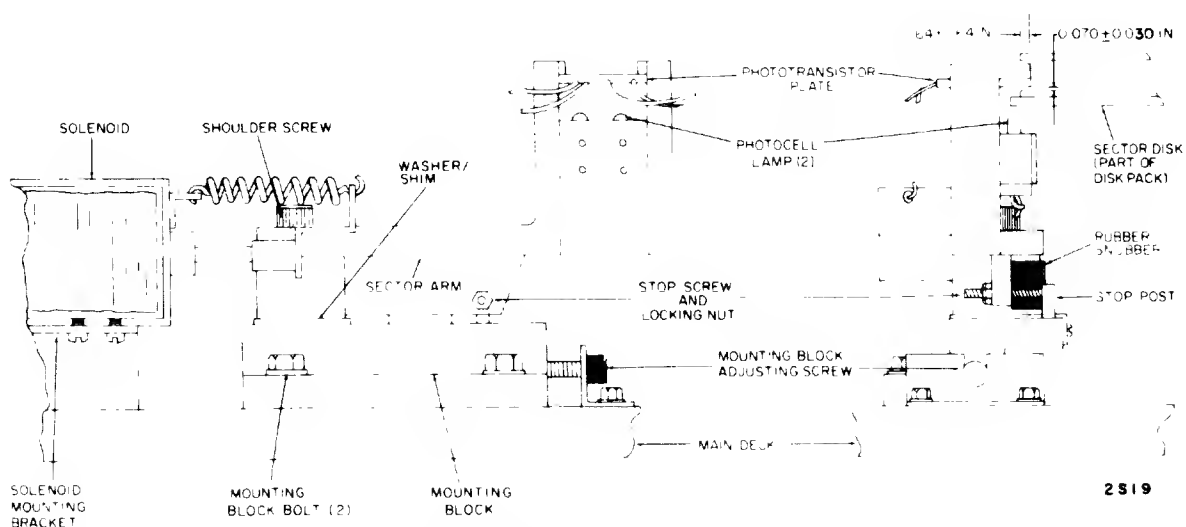 0.070±0.030 IN
PHOTOTRANSISTOR
PLATE
SOLENOID
SHOULDER SCREW
PHOTOCELL
LAMP (2)
SECTOR DISK
(PART OF
DISK PACK)
WASHER/
SHIM
RUBBER
SNUBBER
SECTOR ARM
STOP SCREW
AND
LOCKING NUT
STOP POST
MOUNTING BLOCK
ADJUSTING SCREW
MAIN DECK
SOLENOID
MOUNTING
BRACKET
MOUNTING
BLOCK BOLT (2)
MOUNTING
BLOCK
2S19